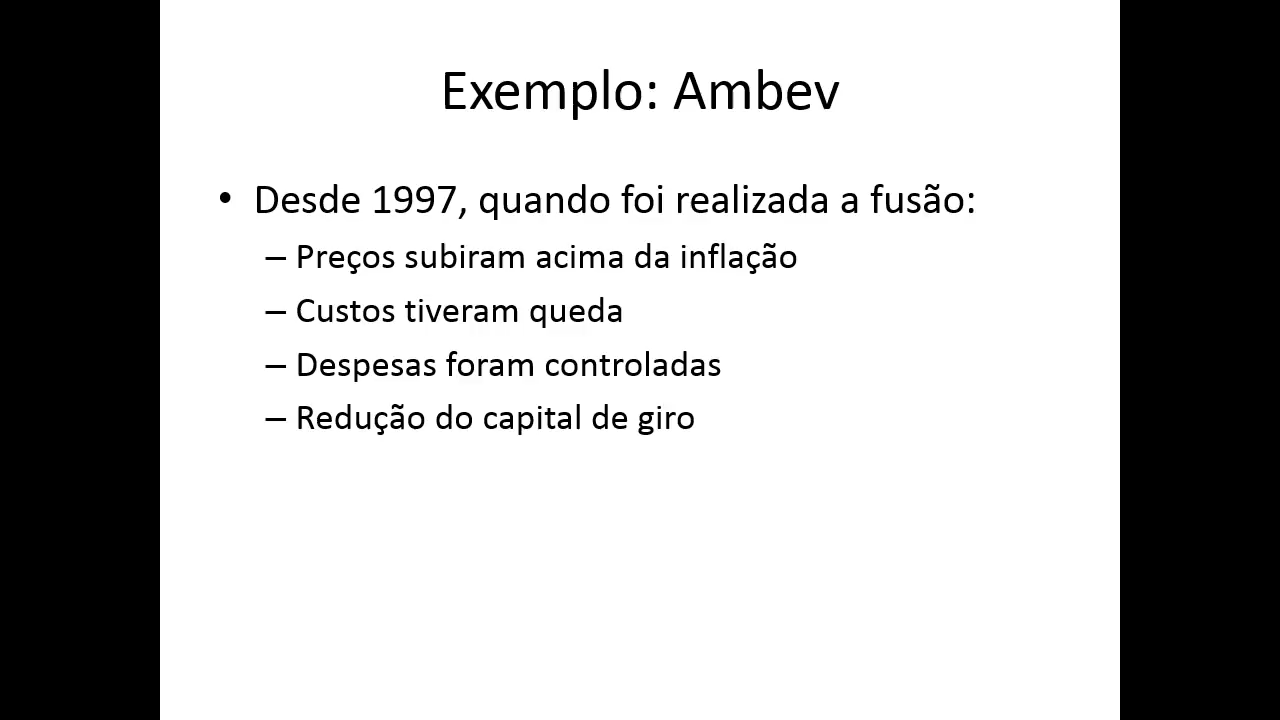 Exemplo: Ambev
• Desde 1997, quando foi realizada a fusão:
– Preços subiram acima da inflação
– Custos tiveram queda
– Despesas foram controladas
– Redução do capital de giro